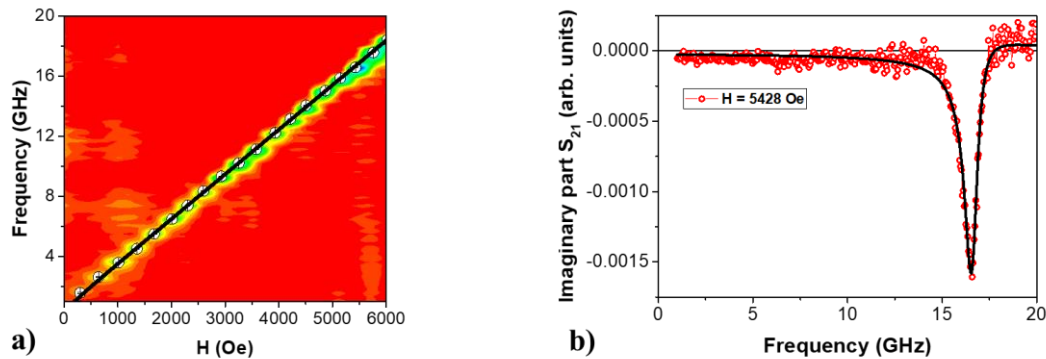 20
16
12
8
4
Frequency (GHz)
0 1000 2000 3000 4000 5000 6000
H (Oe)
a)
0.0000
-0.0005
-0.0010
-0.0015
Imaginary part S21 (arb. units)
H = 5428 Oe
0 5 10 15 20
Frequency (GHz)
b)